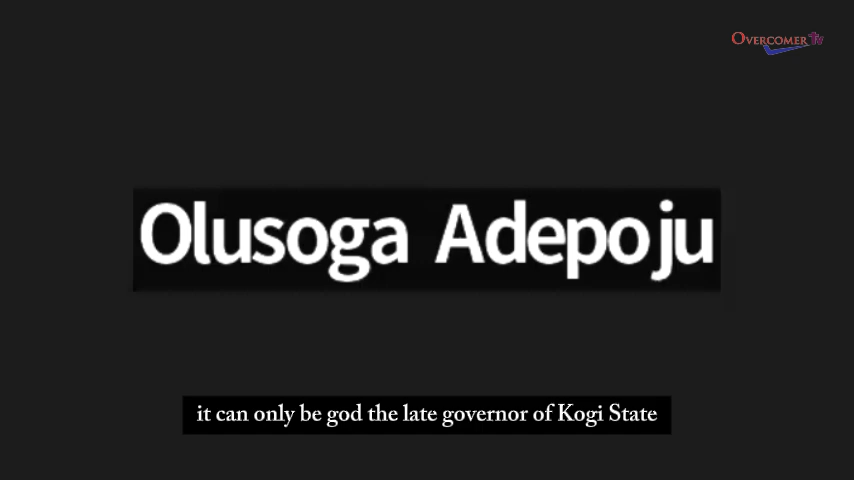 OVERCOMER TV
Olusoga Adepoju
it can only be god the late governor of Kogi State